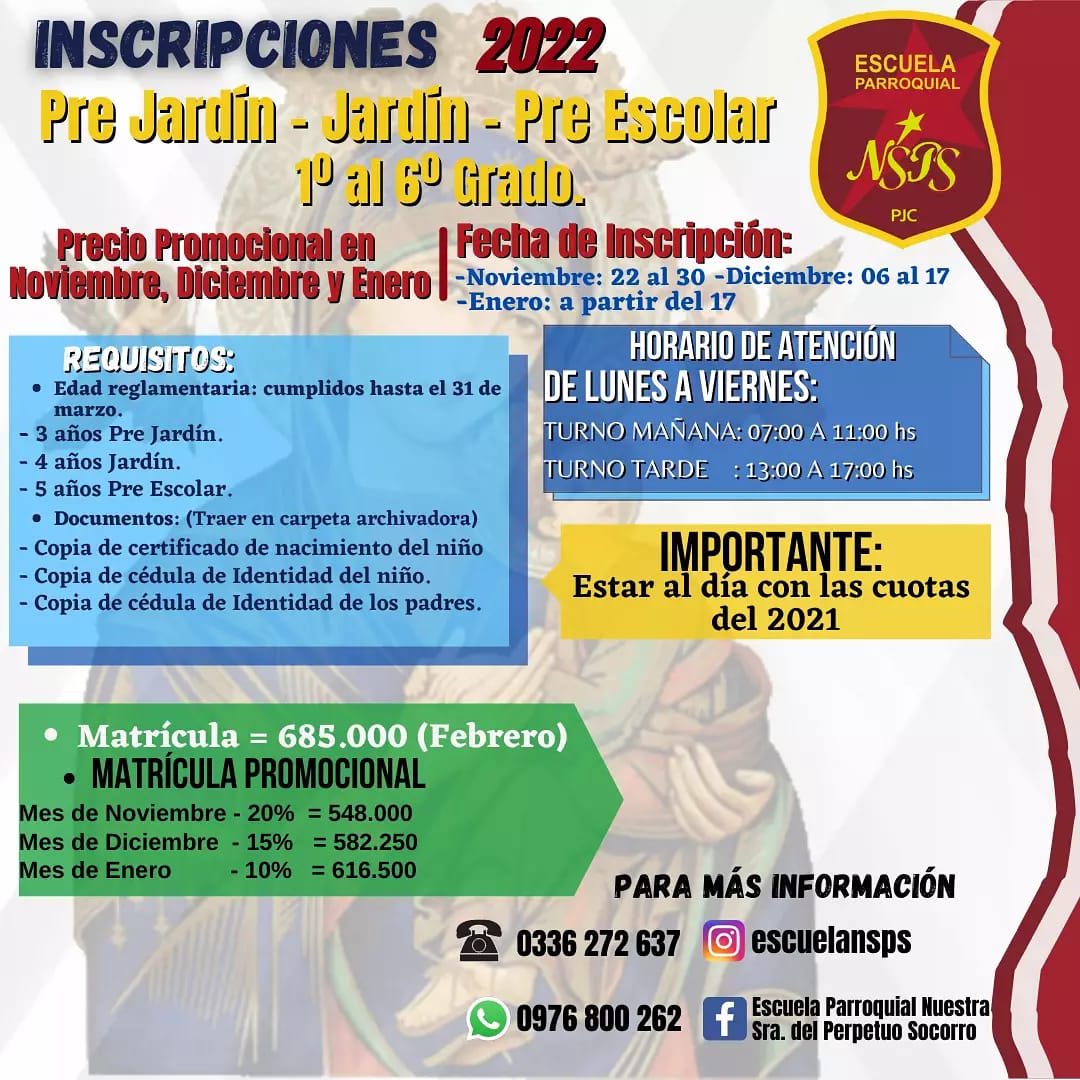 INSCRIPCIONES 2022
Pre Jardín - Jardín - Pre Escolar
1º al 6º Grado.
ESCUELA
PARROQUIAL
NSPS
PJC
Precio Promocional en
Noviembre, Diciembre y Enero
Fecha de Inscripción:
-Noviembre: 22 al 30 -Diciembre: 06 al 17
-Enero: a partir del 17
REQUISITOS:
• Edad reglamentaria: cumplidos hasta el 31 de
marzo.
- 3 años Pre Jardín.
- 4 años Jardín.
- 5 años Pre Escolar.
• Documentos: (Traer en carpeta archivadora)
- Copia de certificado de nacimiento del niño
- Copia de cédula de Identidad del niño.
- Copia de cédula de Identidad de los padres.
HORARIO DE ATENCIÓN
DE LUNES A VIERNES:
TURNO MAÑANA: 07:00 A 11:00 hs
TURNO TARDE : 13:00 A 17:00 hs
IMPORTANTE:
Estar al día con las cuotas
del 2021
• Matrícula = 685.000 (Febrero)
• MATRÍCULA PROMOCIONAL
Mes de Noviembre - 20% = 548.000
Mes de Diciembre - 15% = 582.250
Mes de Enero - 10% = 616.500
PARA MÁS INFORMACIÓN
0336 272 637
escuelansps
0976 800 262
Escuela Parroquial Nuestra
Sra. del Perpetuo Socorro